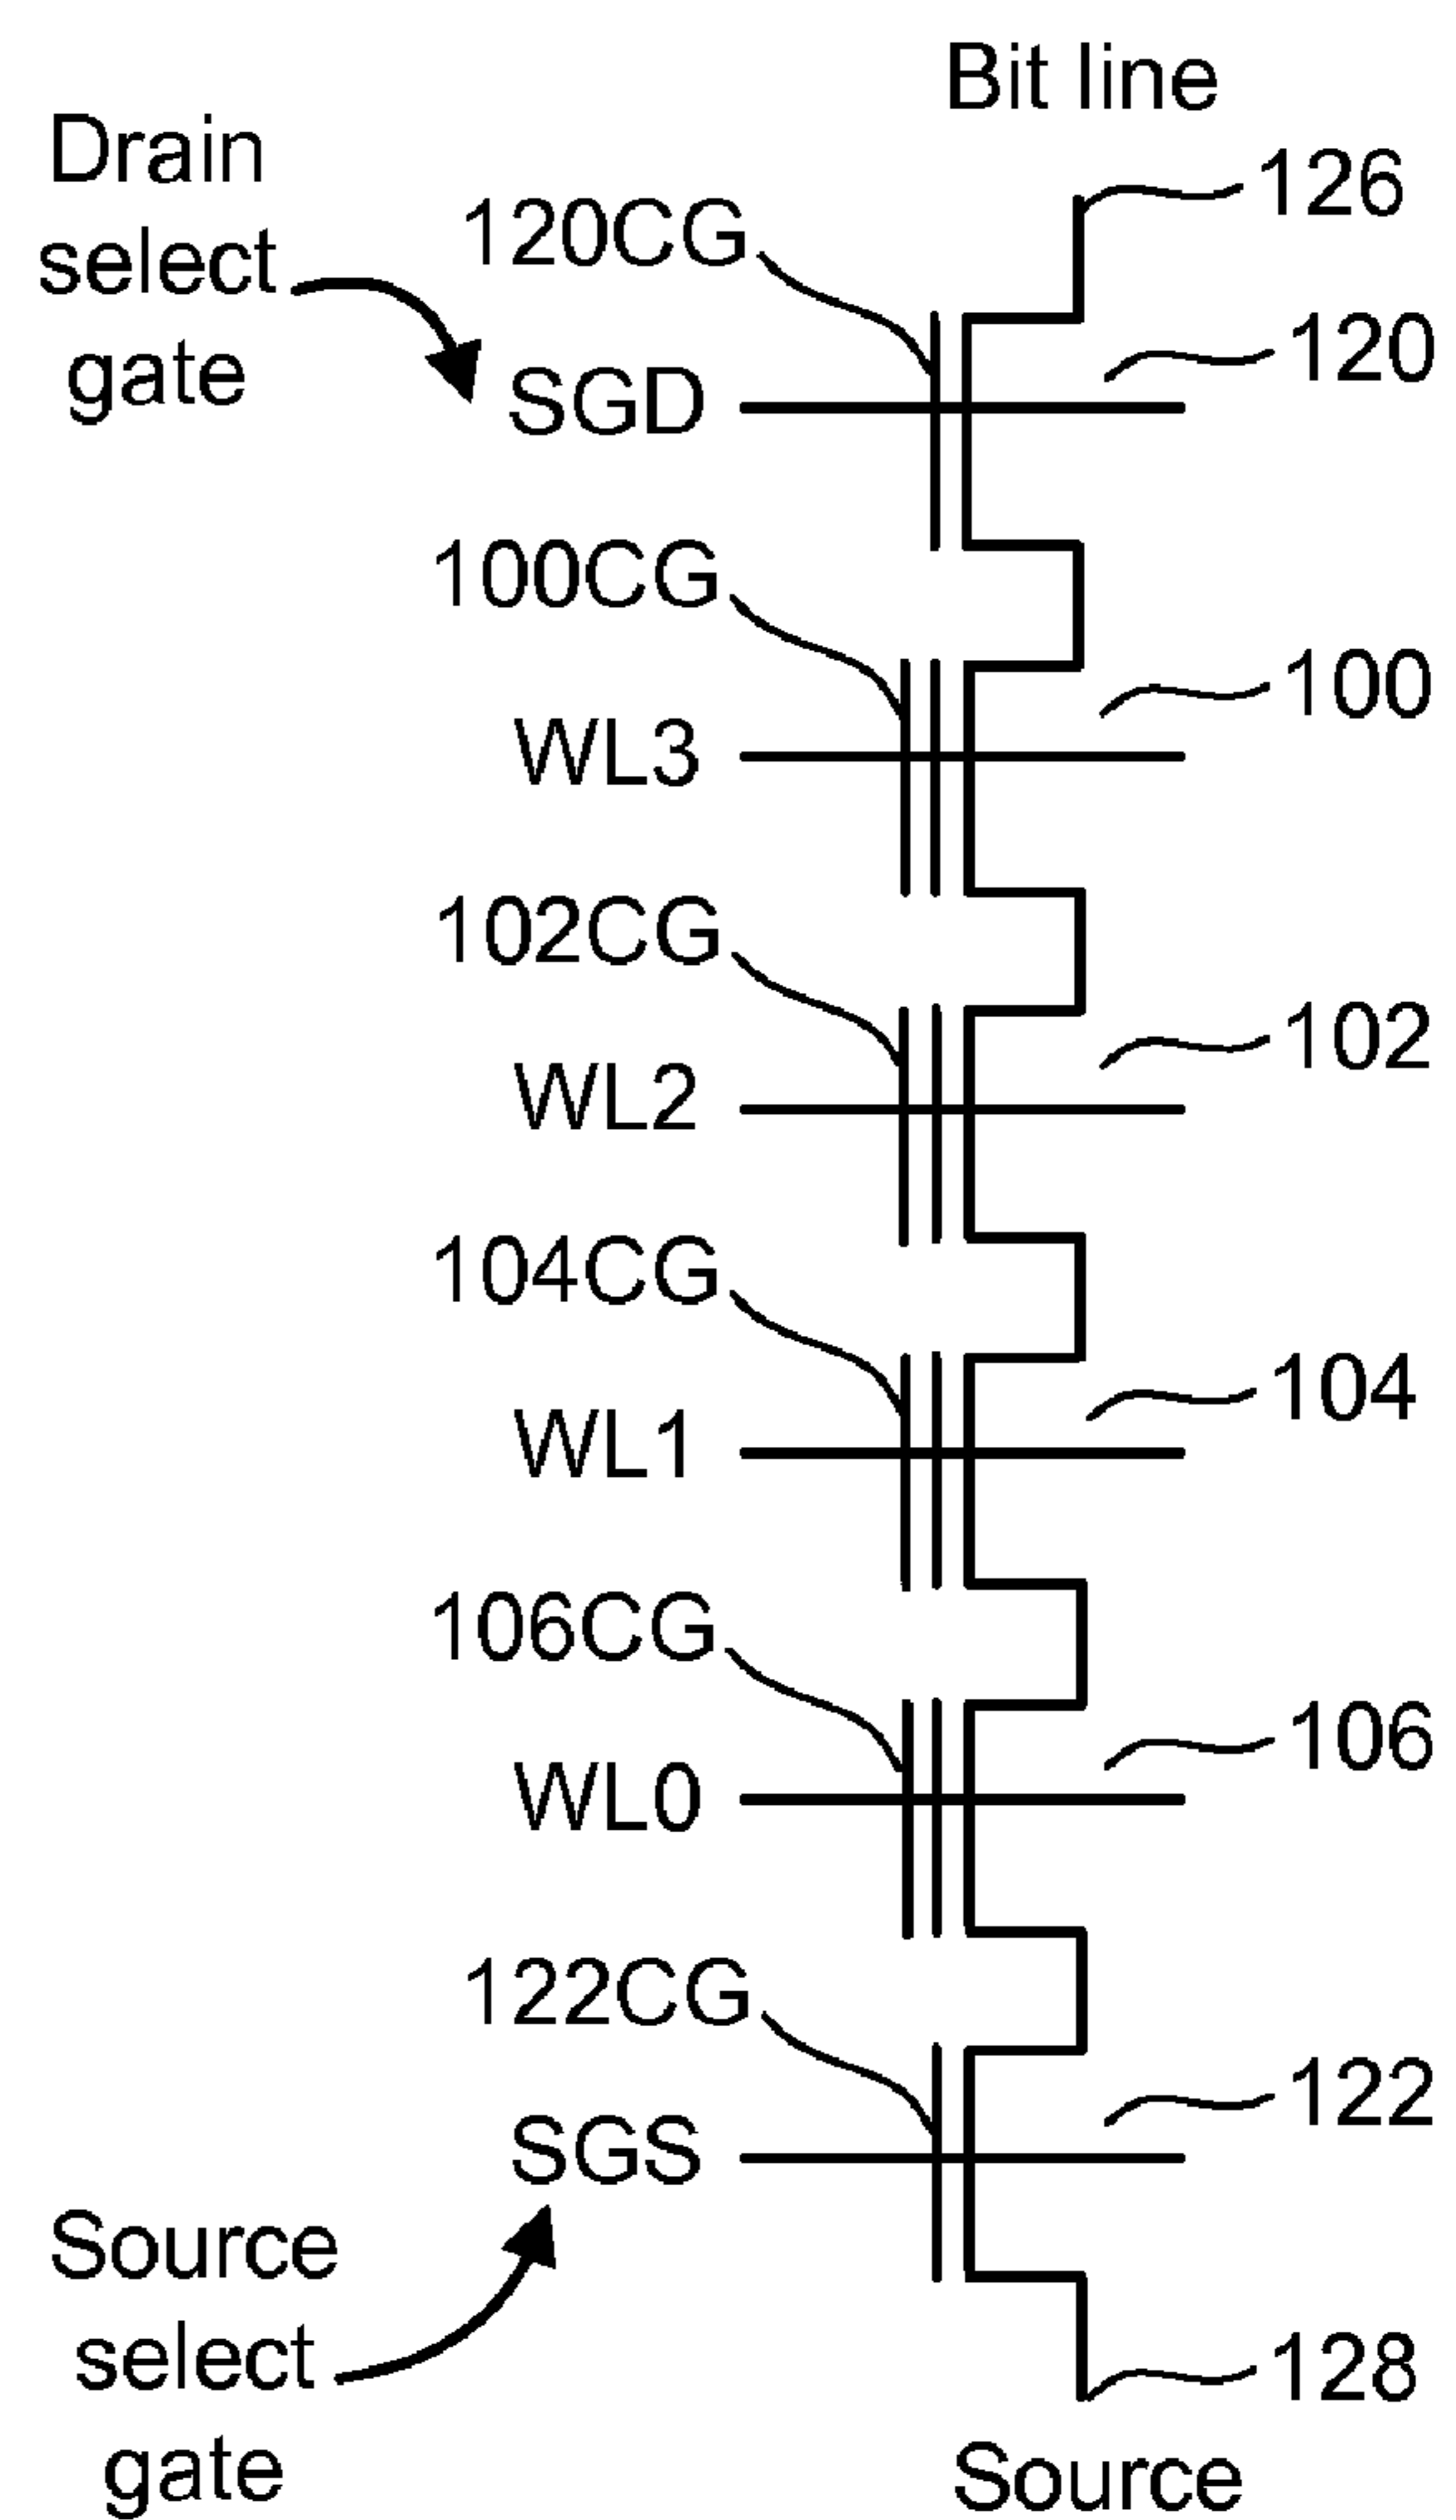 Bit line
Drain
select
gate
126
120CG
120
SGD
100CG
100
WL3
102CG
102
WL2
104CG
104
WL1
106CG
106
WL0
122CG
122
SGS
Source
select
gate
128
Source